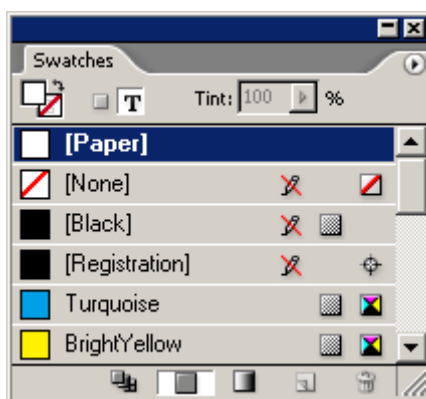 Swatches
T Tint: 100 %
[Paper]
[None]
[Black]
[Registration]
Turquoise
BrightYellow